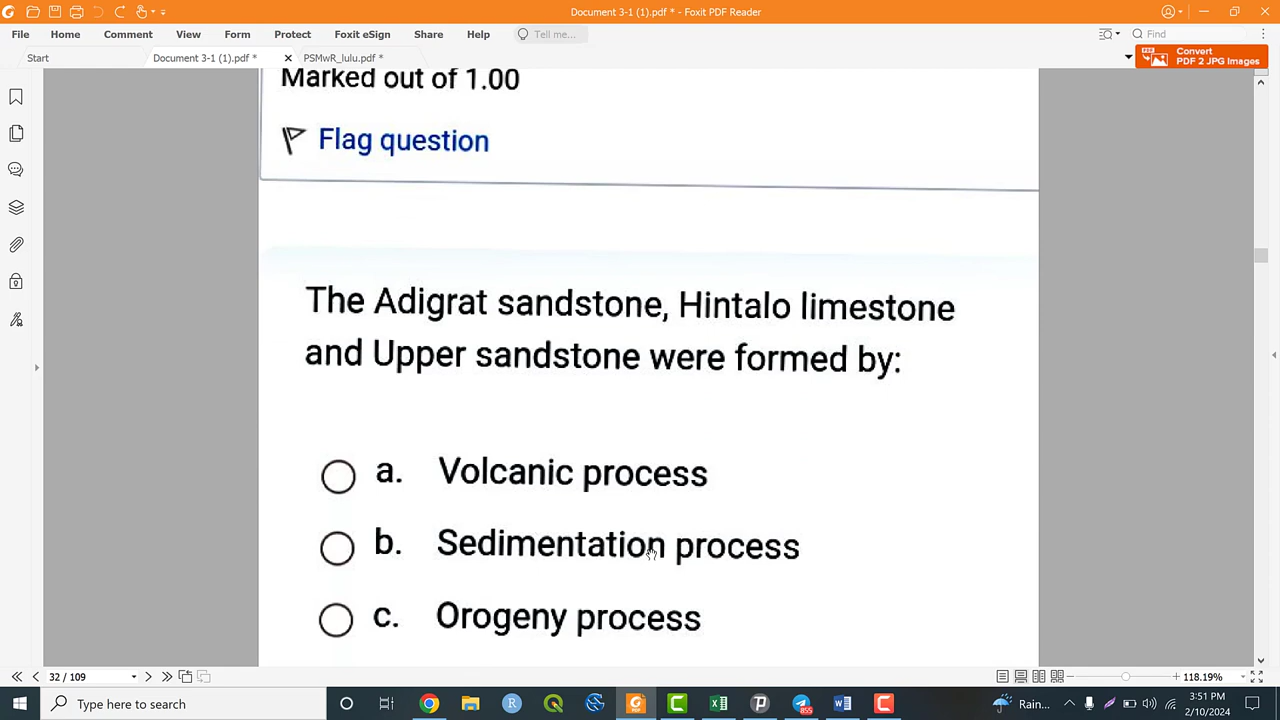 Document 3-1 (1).pdf * - Foxit PDF Reader
File Home Comment View Form Protect Foxit eSign Share Help Tell me... Find
Start Document 3-1 (1).pdf * PSMwR_lulu.pdf * Convert
PDF 2 JPG Images
Marked out of 1.00
Flag question
The Adigrat sandstone, Hintalo limestone
and Upper sandstone were formed by:
a. Volcanic process
b. Sedimentation process
c. Orogeny process
32 / 109 118.19%
Type here to search Rain... 3:51 PM
2/10/2024